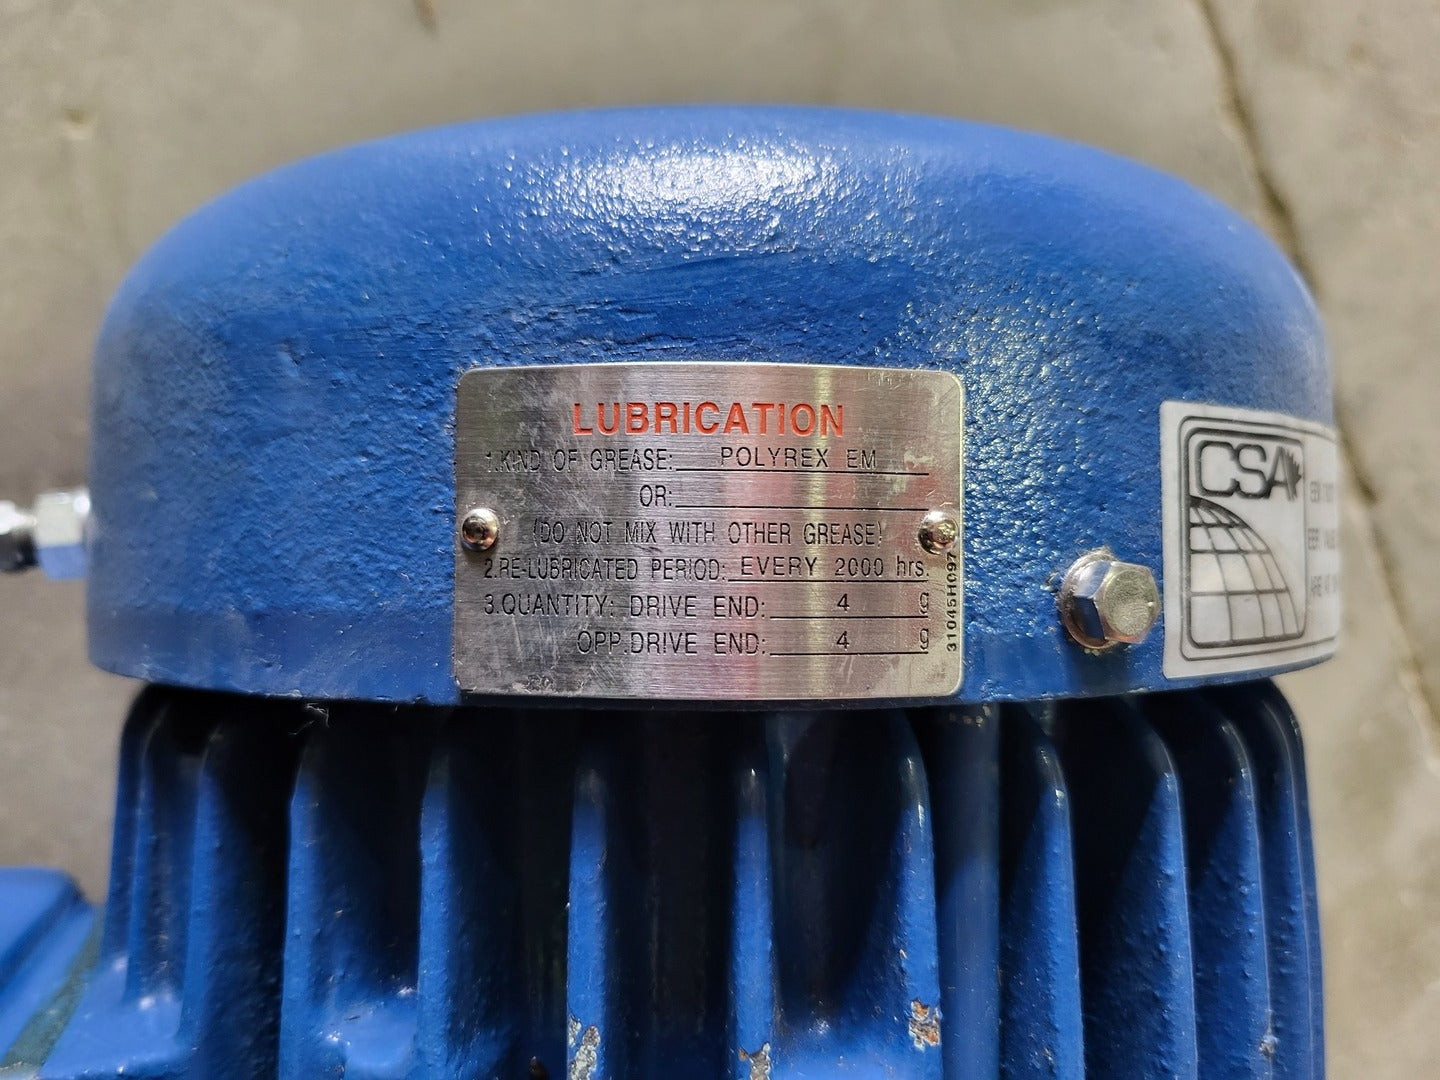 LUBRICATION
1.KIND OF GREASE: POLYREX EM
OR:
(DO NOT MIX WITH OTHER GREASE)
2.RE-LUBRICATED PERIOD: EVERY 2000 hrs.
3.QUANTITY: DRIVE END: 4 g
OPP.DRIVE END: 4 g
31045H097
CSA